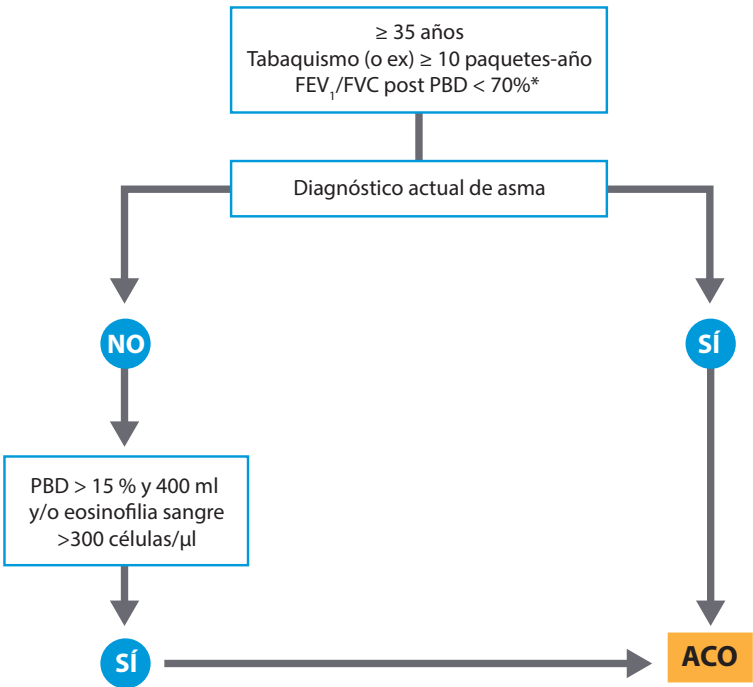 ≥ 35 años
Tabaquismo (o ex) ≥ 10 paquetes-año
FEV₁/FVC post PBD < 70%*
Diagnóstico actual de asma
NO
SÍ
PBD > 15 % y 400 ml
y/o eosinofilia sangre
>300 células/µl
SÍ
ACO